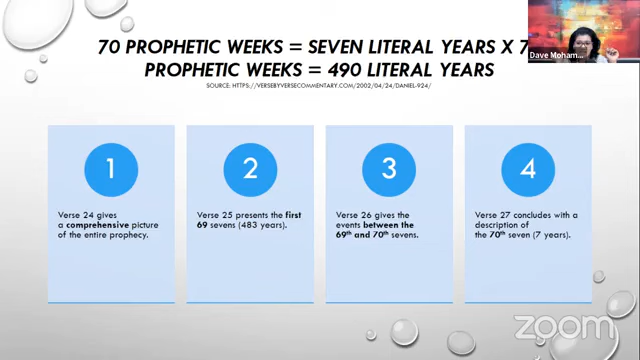 70 PROPHETIC WEEKS = SEVEN LITERAL YEARS X 7
PROPHETIC WEEKS = 490 LITERAL YEARS
SOURCE: HTTPS://VERSEBYVERSECOMMENTARY.COM/2002/04/24/DANIEL-924/
Dave Moham...
1
Verse 24 gives
a comprehensive picture
of the entire prophecy.
2
Verse 25 presents the first
69 sevens (483 years).
3
Verse 26 gives the
events between the
69th and 70th sevens.
4
Verse 27 concludes with a
description of
the 70th seven (7 years).
zoom